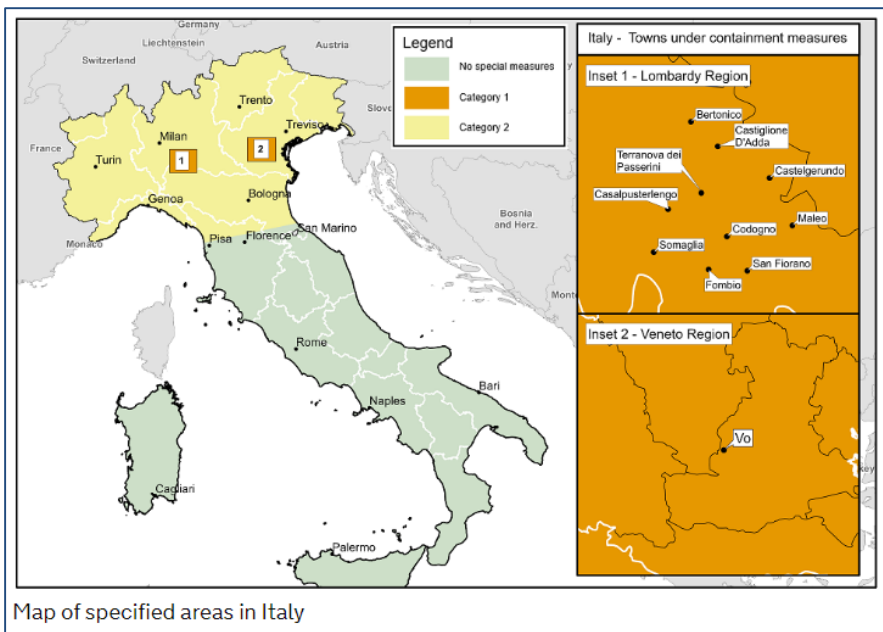 Germany
Liechtenstein
Austria
Switzerland
Slove
France
Monaco
Bosnia
and Herz.
Monte
Trento
Treviso
Milan
Turin
1
2
Genoa
Bologna
San Marino
Pisa
Florence
Rome
Bari
Naples
Cagliari
Palermo
Legend
No special measures
Category 1
Category 2
Italy - Towns under containment measures
Inset 1 - Lombardy Region
Bertonico
Castiglione
D'Adda
Terranova dei
Passerini
Castelgerundo
Casalpusterlengo
Maleo
Codogno
Somaglia
San Fiorano
Fombio
Inset 2 - Veneto Region
Vo
key
Map of specified areas in Italy